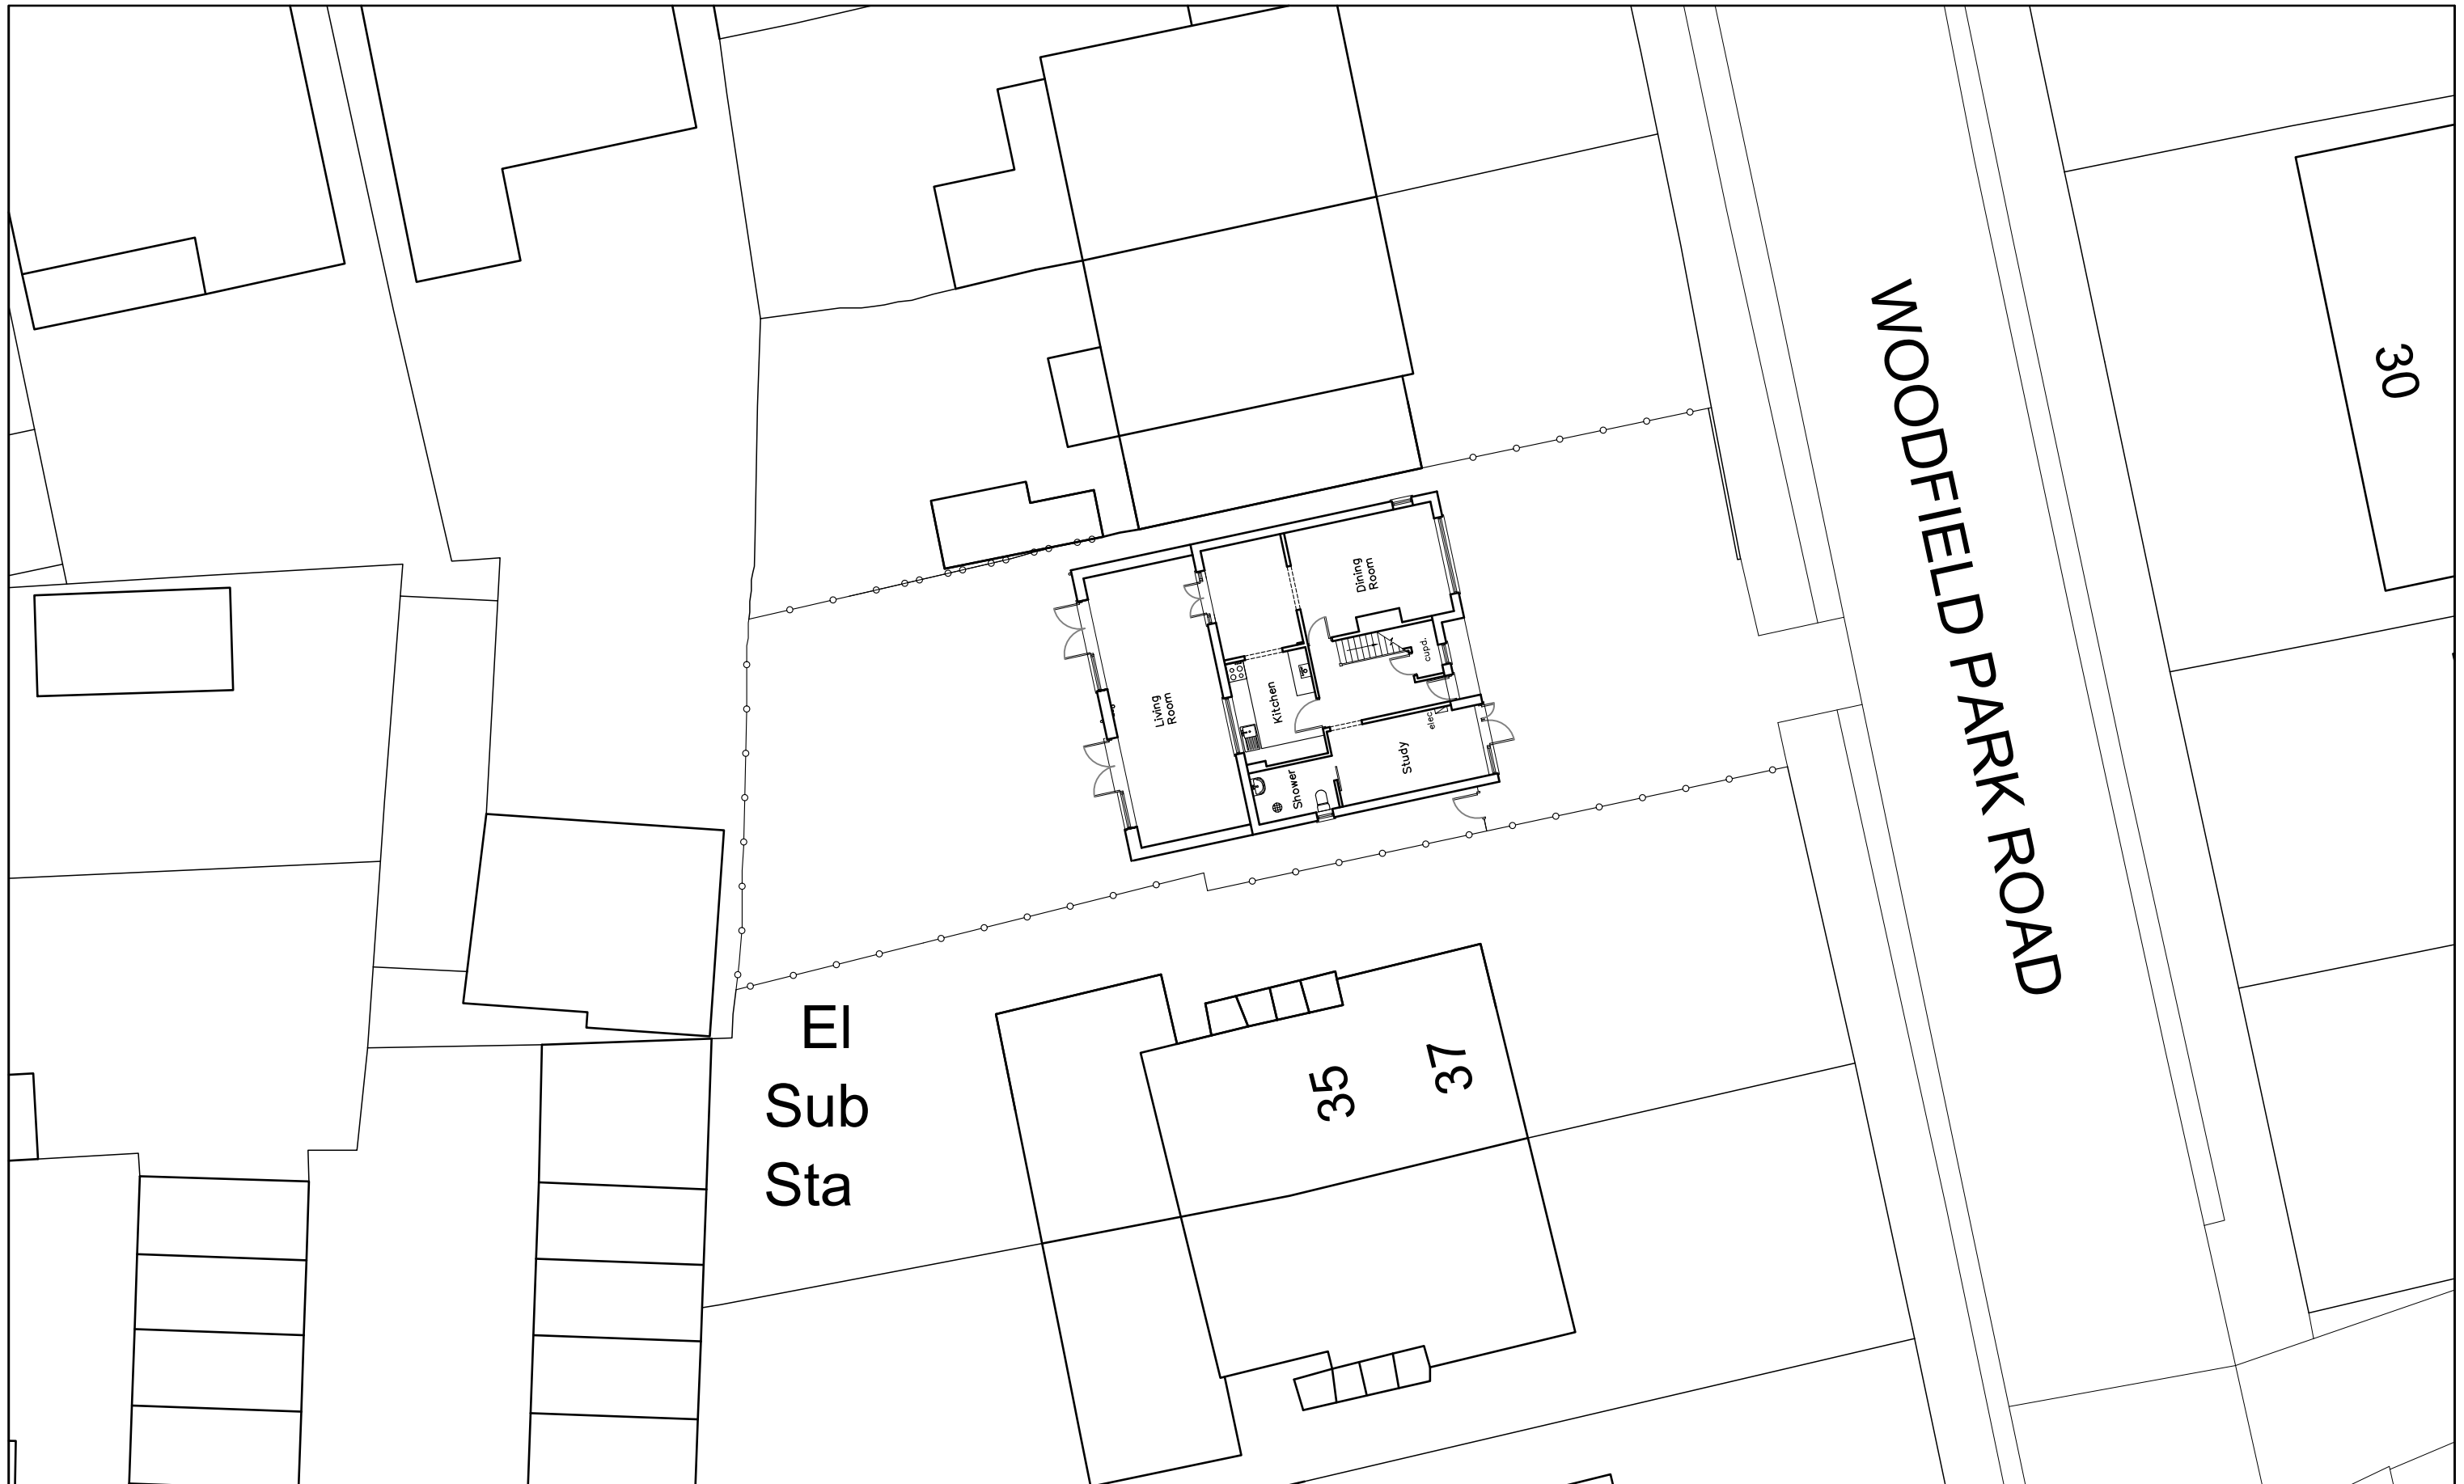 WOODFIELD PARK ROAD
30
Dining
Room
cupd.
Living
Room
Kitchen
elec
Study
Shower
El
Sub
Sta
35
37